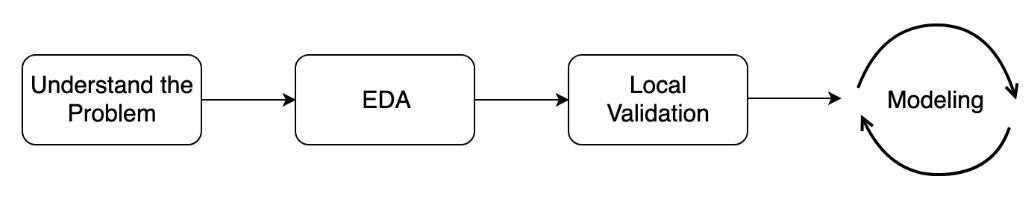 Understand the
Problem
EDA
Local
Validation
Modeling